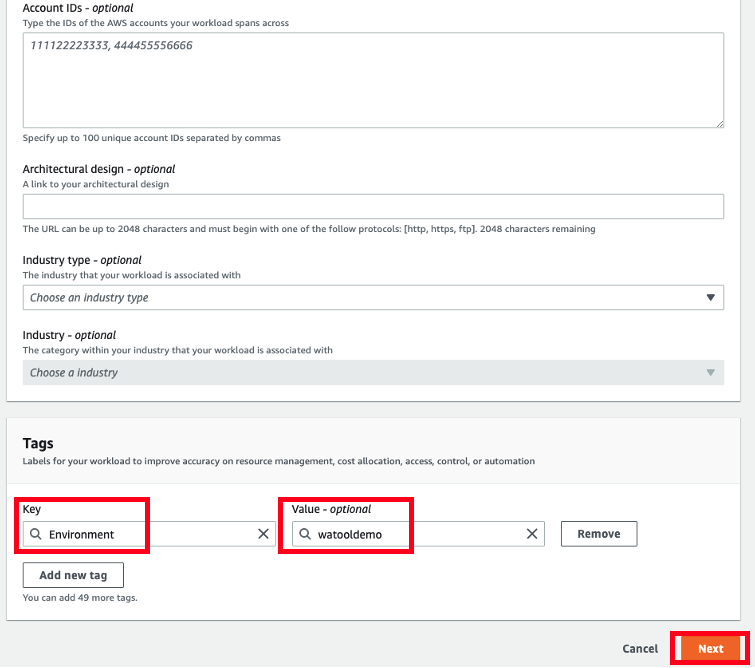 Account IDs - optional
Type the IDs of the AWS accounts your workload spans across
111122223333, 444455556666
Specify up to 100 unique account IDs separated by commas
Architectural design - optional
A link to your architectural design
The URL can be up to 2048 characters and must begin with one of the follow protocols: [http, https, ftp]. 2048 characters remaining
Industry type - optional
The industry that your workload is associated with
Choose an industry type
Industry - optional
The category within your industry that your workload is associated with
Choose a industry
Tags
Labels for your workload to improve accuracy on resource management, cost allocation, access, control, or automation
Key Value - optional
Environment watooldemo Remove
Add new tag
You can add 49 more tags.
Cancel Next